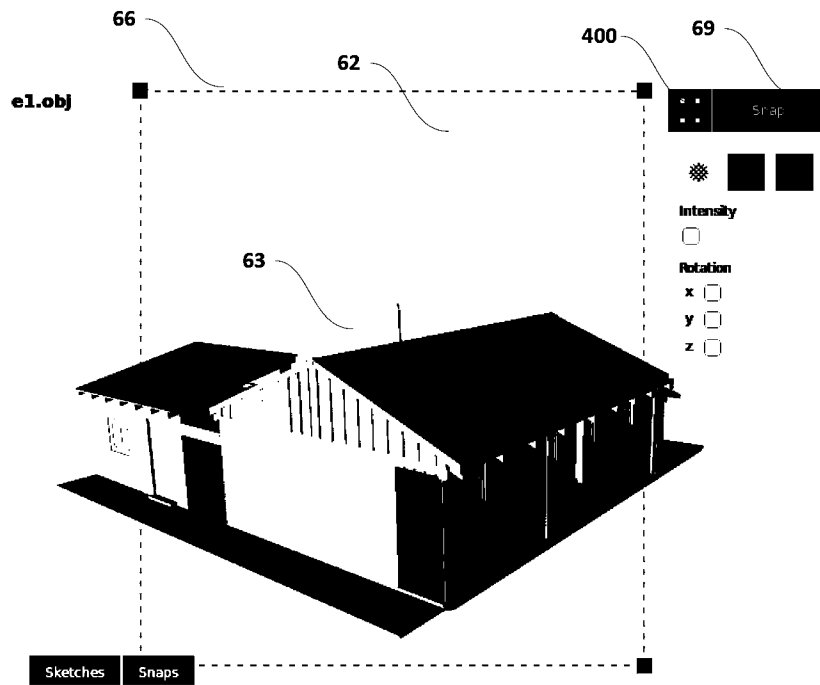 66
400
69
62
e1.obj
Snap
Intensity
63
Rotation
x
y
z
Sketches Snaps